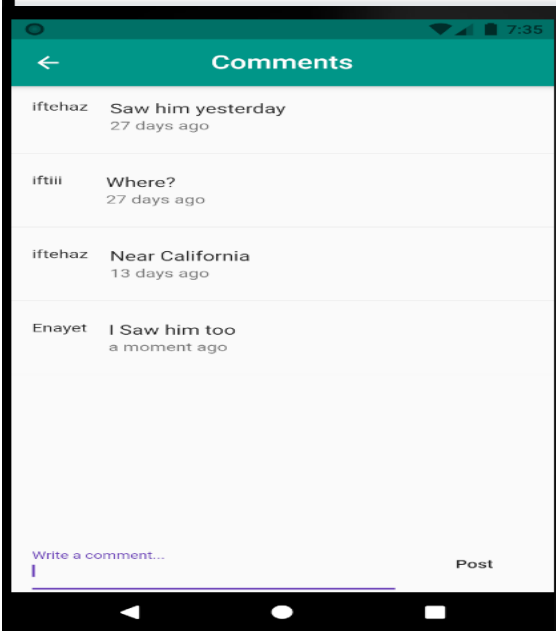 7:35
Comments
iftehaz Saw him yesterday
27 days ago
iftiii Where?
27 days ago
iftehaz Near California
13 days ago
Enayet I Saw him too
a moment ago
Write a comment...
Post